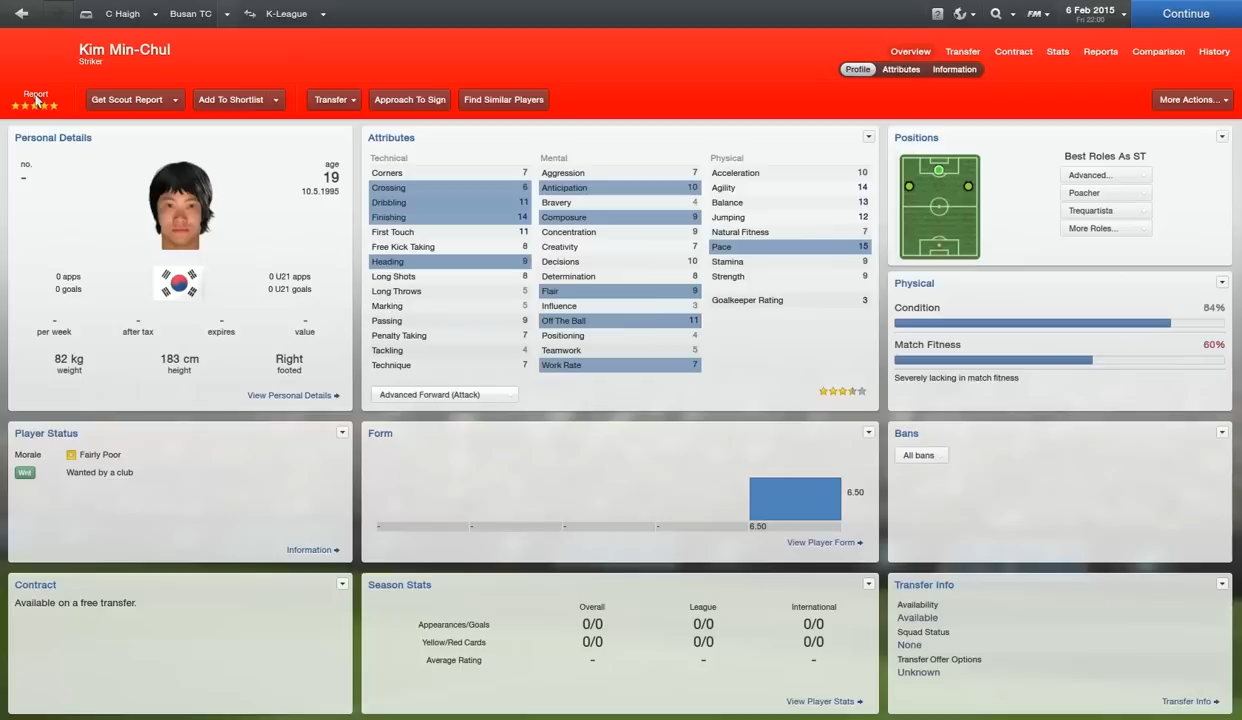 C Haigh Busan TC K-League ? FM 6 Feb 2015 Continue
Fri 22:00
Kim Min-Chul
Striker
Overview Transfer Contract Stats Reports Comparison History
Profile Attributes Information
Report
Get Scout Report Add To Shortlist Transfer Approach To Sign Find Similar Players More Actions...
Personal Details
no.
-
age
19
10.5.1995
0 apps 0 U21 apps
0 goals 0 U21 goals
- - - -
per week after tax expires value
82 kg 183 cm Right
weight height footed
View Personal Details
Attributes
Technical Mental Physical
Corners 7 Aggression 7 Acceleration 10
Crossing 6 Anticipation 10 Agility 14
Dribbling 11 Bravery 4 Balance 13
Finishing 14 Composure 9 Jumping 12
First Touch 11 Concentration 9 Natural Fitness 7
Free Kick Taking 8 Creativity 7 Pace 15
Heading 9 Decisions 10 Stamina 9
Long Shots 8 Determination 8 Strength 9
Long Throws 5 Flair 9 Goalkeeper Rating 3
Marking 5 Influence 3
Passing 9 Off The Ball 11
Penalty Taking 7 Positioning 4
Tackling 4 Teamwork 5
Technique 7 Work Rate 7
Advanced Forward (Attack)
Positions
Best Roles As ST
Advanced...
Poacher
Trequartista
More Roles...
Physical
Condition 84%
Match Fitness 60%
Severely lacking in match fitness
Player Status
Morale Fairly Poor
Wnt Wanted by a club
Information
Form
6.50
- - - - 6.50
View Player Form
Bans
All bans
Contract
Available on a free transfer.
Season Stats
Overall League International
Appearances/Goals 0/0 0/0 0/0
Yellow/Red Cards 0/0 0/0 0/0
Average Rating - - -
View Player Stats
Transfer Info
Availability
Available
Squad Status
None
Transfer Offer Options
Unknown
Transfer Info